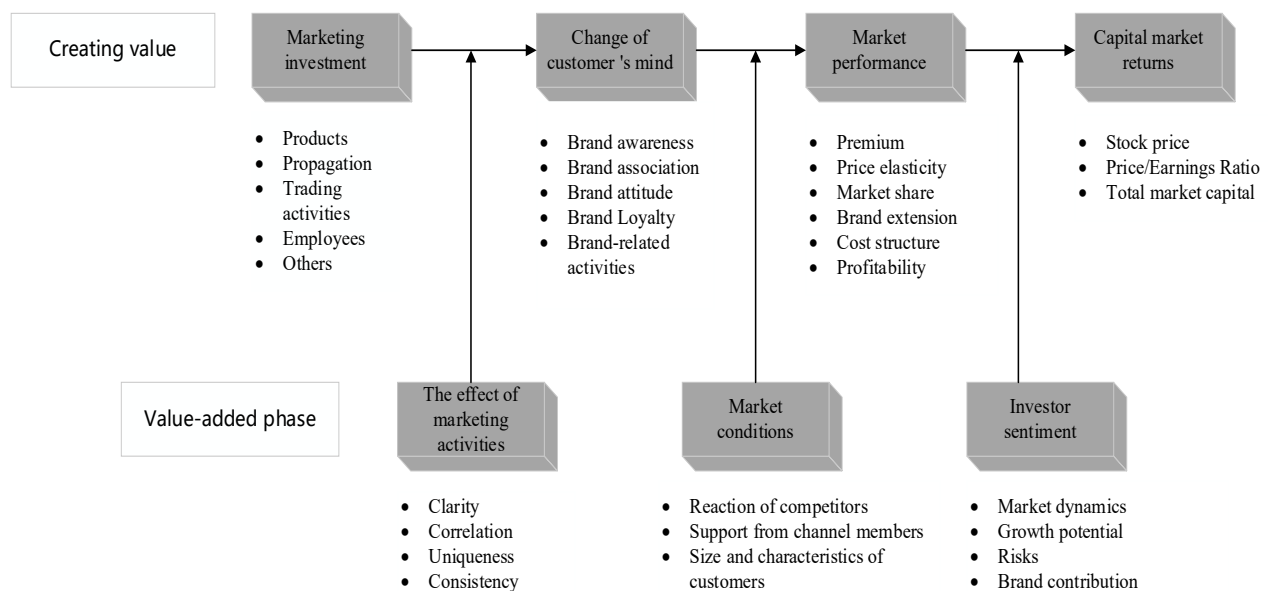 Creating value
Marketing
investment
Change of
customer 's mind
Market
performance
Capital market
returns
• Products
• Propagation
• Trading
activities
• Employees
• Others
• Brand awareness
• Brand association
• Brand attitude
• Brand Loyalty
• Brand-related
activities
• Premium
• Price elasticity
• Market share
• Brand extension
• Cost structure
• Profitability
• Stock price
• Price/Earnings Ratio
• Total market capital
Value-added phase
The effect of
marketing
activities
Market
conditions
Investor
sentiment
• Clarity
• Correlation
• Uniqueness
• Consistency
• Reaction of competitors
• Support from channel members
• Size and characteristics of
customers
• Market dynamics
• Growth potential
• Risks
• Brand contribution